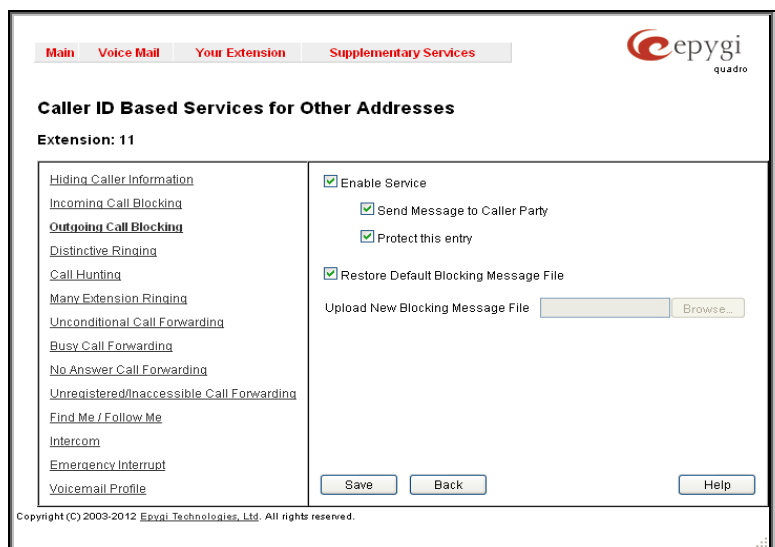 Main Voice Mail Your Extension Supplementary Services
epygi
quadro
Caller ID Based Services for Other Addresses
Extension: 11
Hiding Caller Information
Incoming Call Blocking
Outgoing Call Blocking
Distinctive Ringing
Call Hunting
Many Extension Ringing
Unconditional Call Forwarding
Busy Call Forwarding
No Answer Call Forwarding
Unregistered/Inaccessible Call Forwarding
Find Me / Follow Me
Intercom
Emergency Interrupt
Voicemail Profile
Enable Service
Send Message to Caller Party
Protect this entry
Restore Default Blocking Message File
Upload New Blocking Message File Browse...
Save Back Help
Copyright (C) 2003-2012 Epygi Technologies, Ltd. All rights reserved.